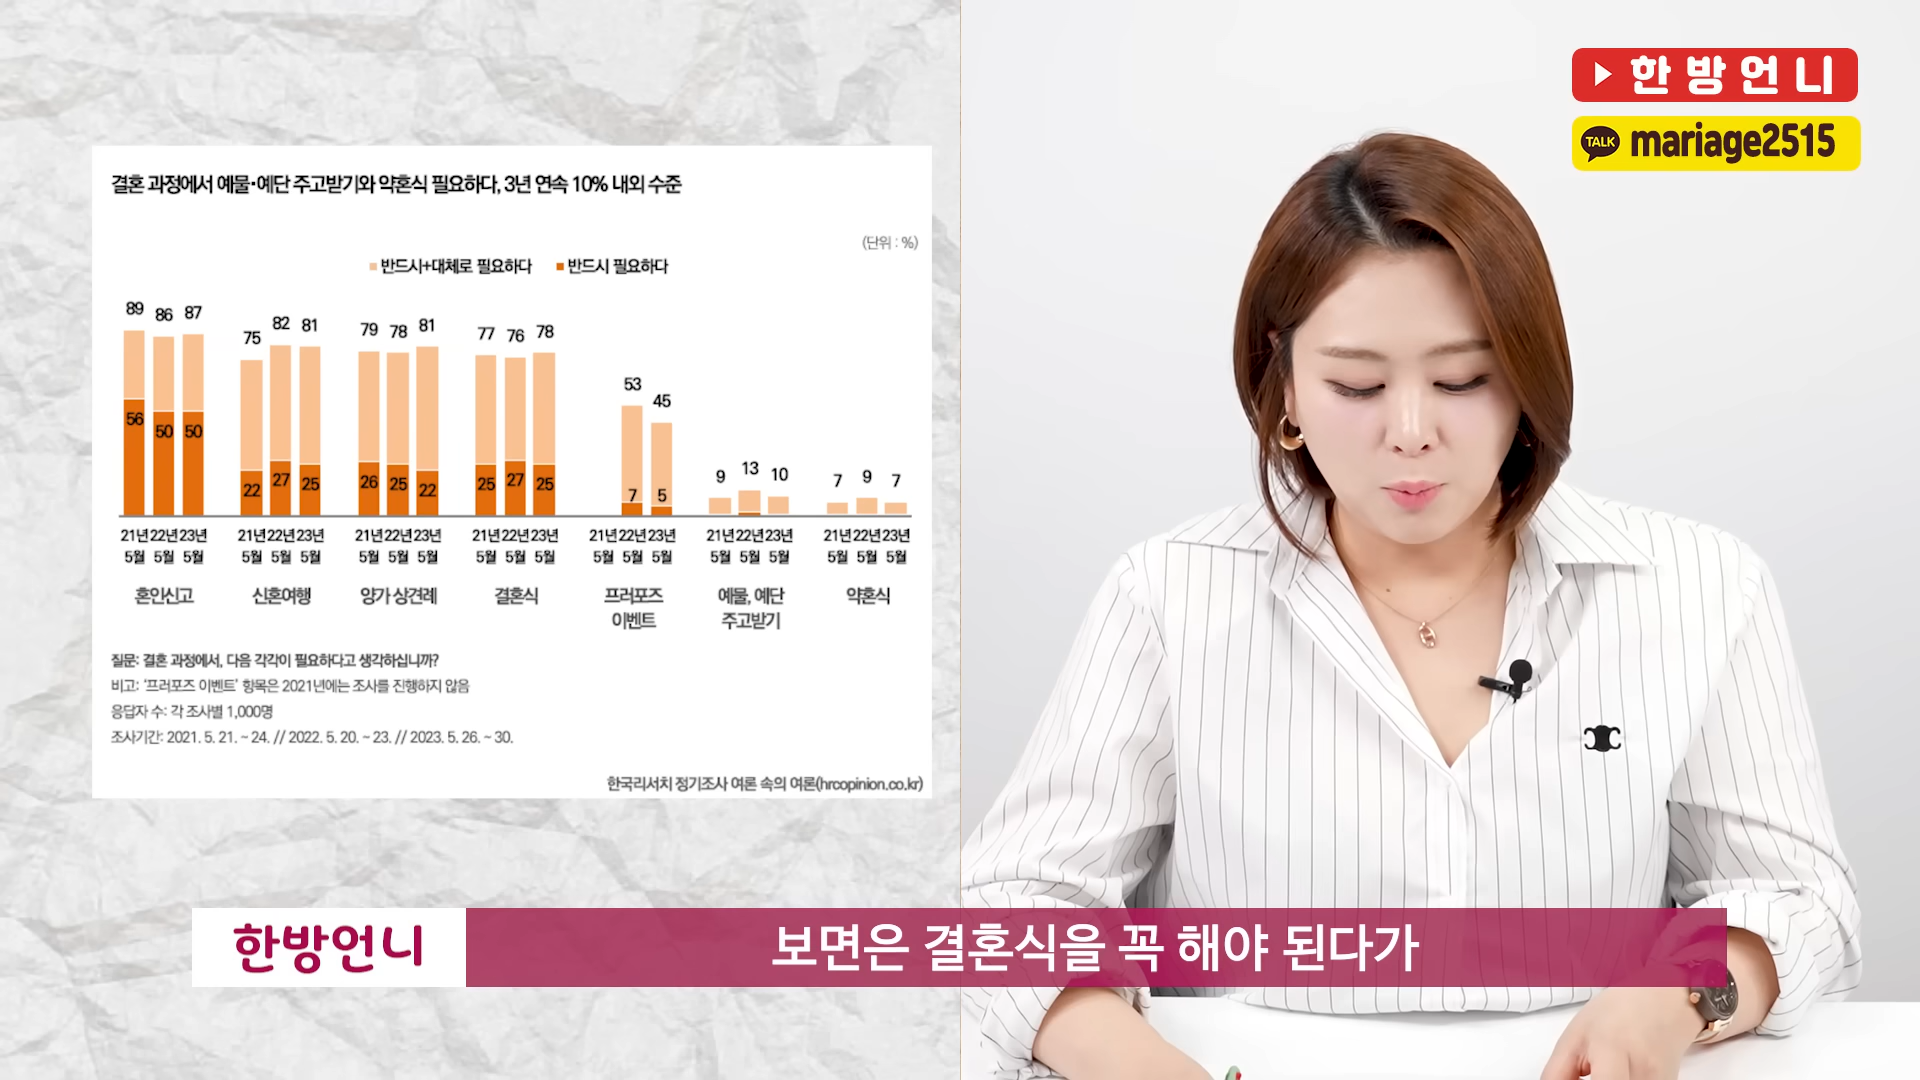 한방언니
TALK mariage2515
결혼 과정에서 예물·예단 주고받기와 약혼식 필요하다, 3년 연속 10% 내외 수준
(단위 : %)
반드시+대체로 필요하다 반드시 필요하다
89 86 87 75 82 81 79 78 81 77 76 78 53 45 9 13 10 7 9 7
56 50 50 22 27 25 26 25 22 25 27 25 7 5
21년 22년 23년 21년 22년 23년 21년 22년 23년 21년 22년 23년 21년 22년 23년 21년 22년 23년 21년 22년 23년
5월 5월 5월 5월 5월 5월 5월 5월 5월 5월 5월 5월 5월 5월 5월 5월 5월 5월 5월 5월 5월
혼인신고 신혼여행 양가 상견례 결혼식 프러포즈 예물, 예단 약혼식
이벤트 주고받기
질문: 결혼 과정에서, 다음 각각이 필요하다고 생각하십니까?
비고: '프러포즈 이벤트' 항목은 2021년에는 조사를 진행하지 않음
응답자 수: 각 조사별 1,000명
조사기간: 2021. 5. 21. ~ 24. // 2022. 5. 20. ~ 23. // 2023. 5. 26. ~ 30.
한국리서치 정기조사 여론 속의 여론(hrcopinion.co.kr)
한방언니 보면은 결혼식을 꼭 해야 된다가